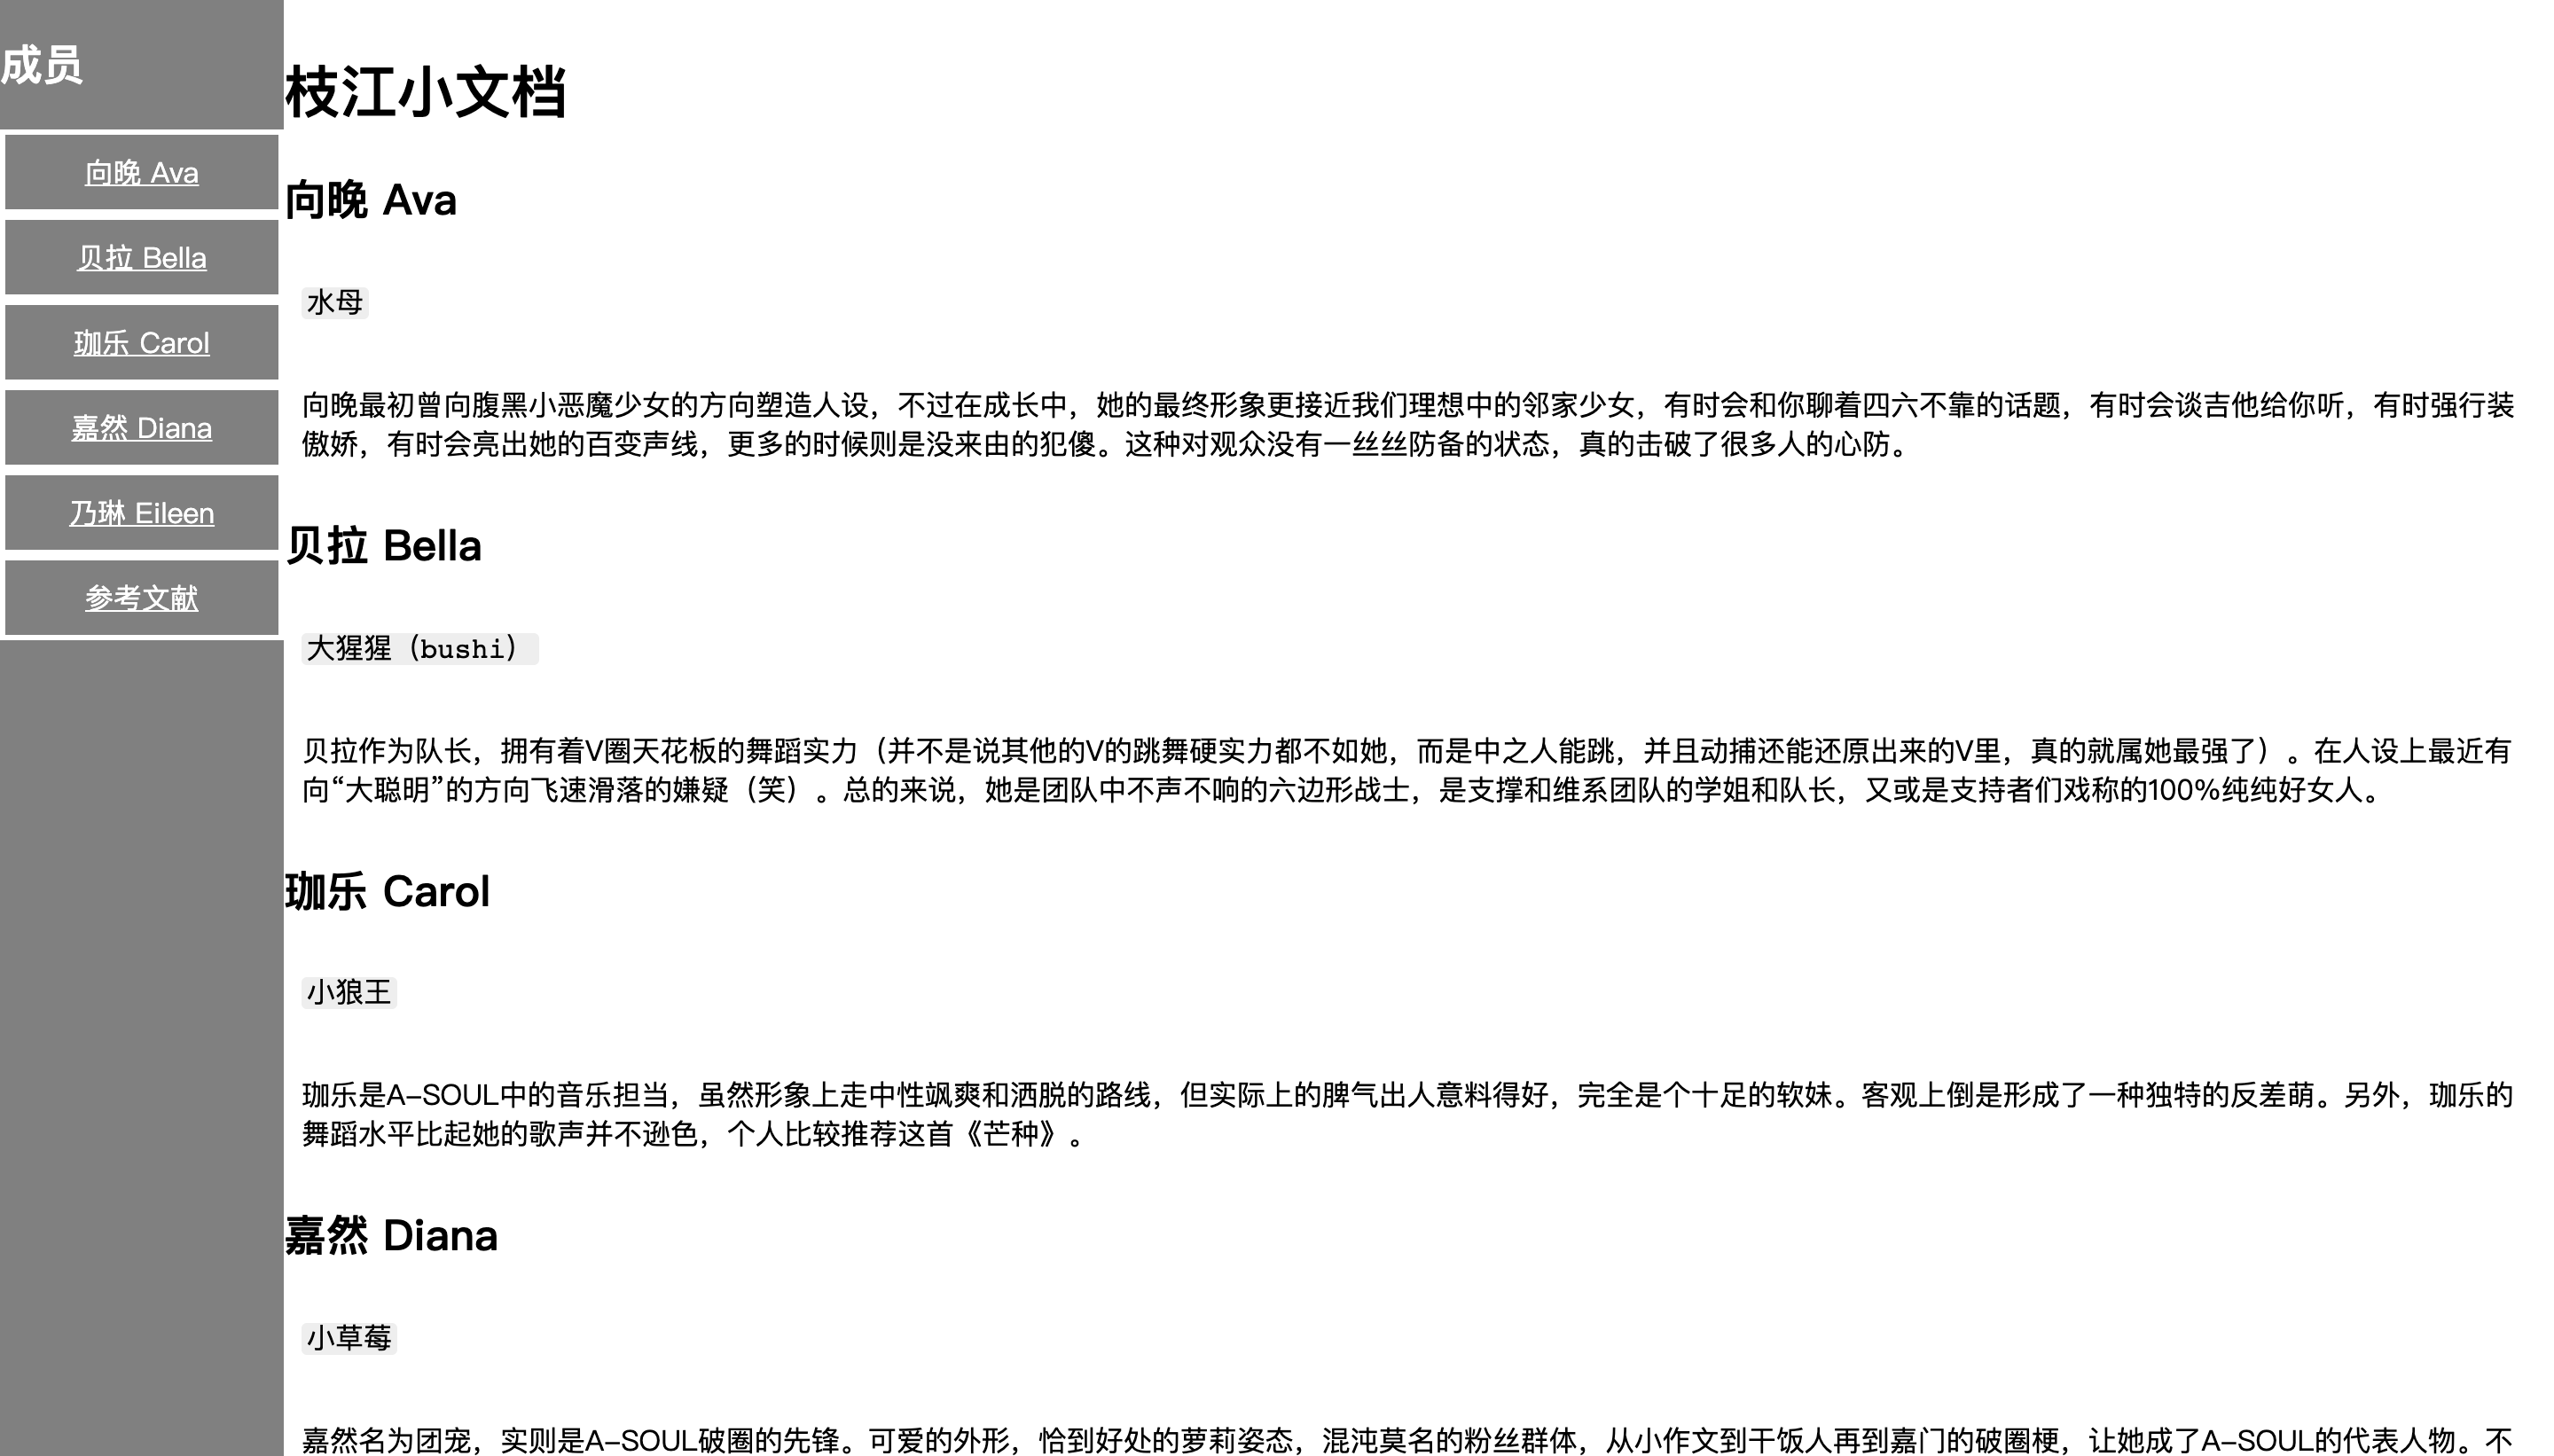 成员
向晚 Ava
贝拉 Bella
珈乐 Carol
嘉然 Diana
乃琳 Eileen
参考文献
枝江小文档
向晚 Ava
水母
向晚最初曾向腹黑小恶魔少女的方向塑造人设，不过在成长中，她的最终形象更接近我们理想中的邻家少女，有时会和你聊着四六不靠的话题，有时会谈吉他给你听，有时强行装
傲娇，有时会亮出她的百变声线，更多的时候则是没来由的犯傻。这种对观众没有一丝丝防备的状态，真的击破了很多人的心防。
贝拉 Bella
大猩猩（bushi）
贝拉作为队长，拥有着V圈天花板的舞蹈实力（并不是说其他的V的跳舞硬实力都不如她，而是中之人能跳，并且动捕还能还原出来的V里，真的就属她最强了）。在人设上最近有
向“大聪明”的方向飞速滑落的嫌疑（笑）。总的来说，她是团队中不声不响的六边形战士，是支撑和维系团队的学姐和队长，又或是支持者们戏称的100%纯纯好女人。
珈乐 Carol
小狼王
珈乐是A-SOUL中的音乐担当，虽然形象上走中性飒爽和洒脱的路线，但实际上的脾气出人意料得好，完全是个十足的软妹。客观上倒是形成了一种独特的反差萌。另外，珈乐的
舞蹈水平比起她的歌声并不逊色，个人比较推荐这首《芒种》。
嘉然 Diana
小草莓
嘉然名为团宠，实则是A-SOUL破圈的先锋。可爱的外形，恰到好处的萝莉姿态，混沌莫名的粉丝群体，从小作文到干饭人再到嘉门的破圈梗，让她成了A-SOUL的代表人物。不